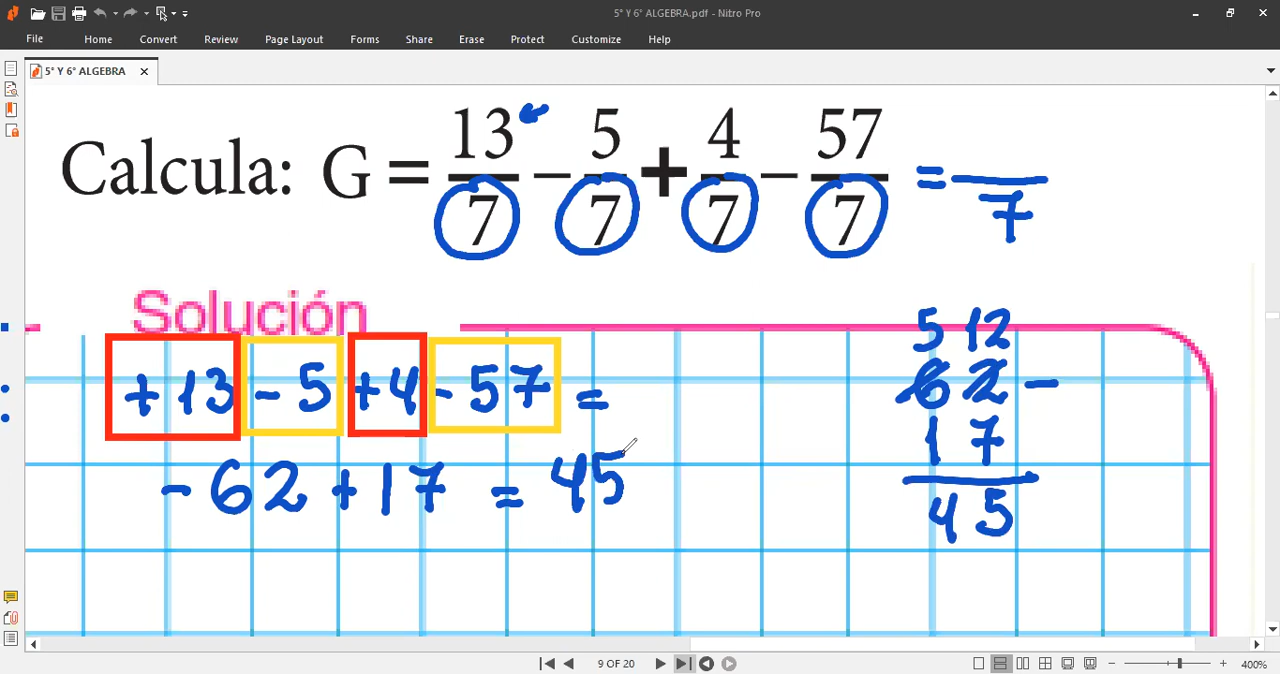 5° Y 6° ALGEBRA.pdf - Nitro Pro
File Home Convert Review Page Layout Forms Share Erase Protect Customize Help
5° Y 6° ALGEBRA
Calcula: G = 13/7 - 5/7 + 4/7 - 57/7 = /7
Solución
+13 - 5 +4 - 57 =
- 62 + 17 = 45
5 12
62 -
17
45
9 OF 20
400%